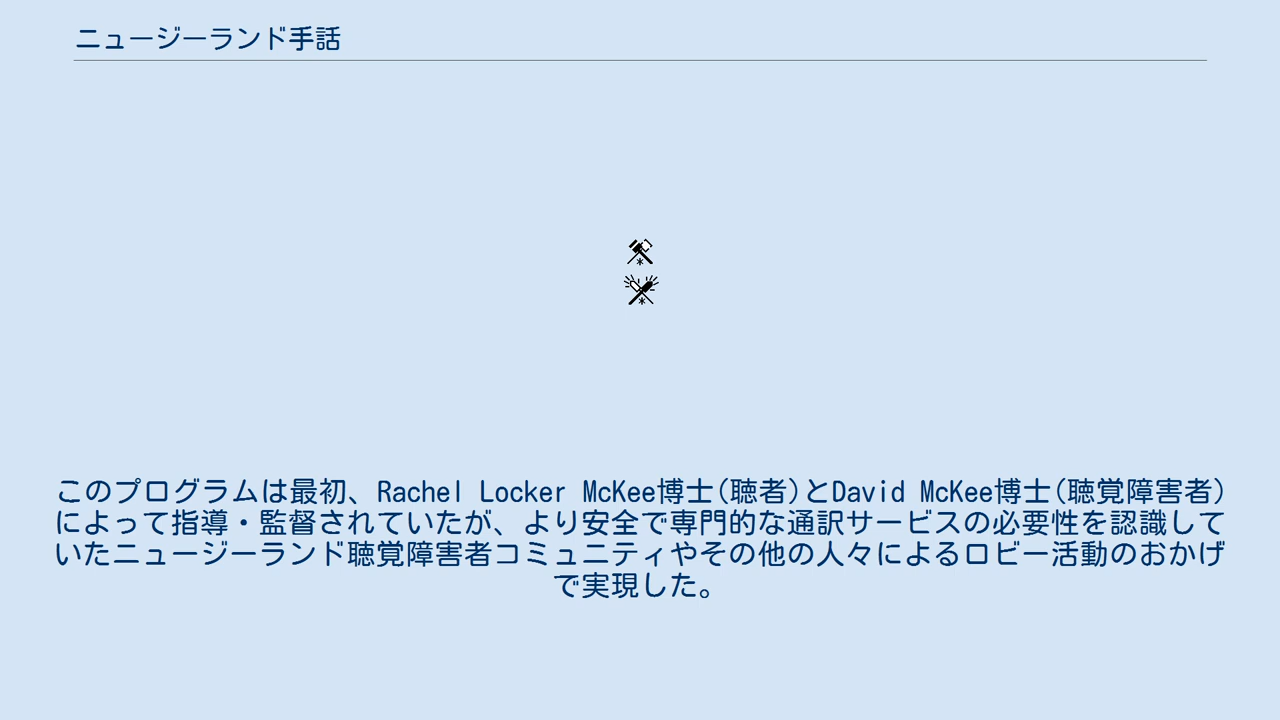 ニュージーランド手話
このプログラムは最初、Rachel Locker McKee博士(聴者)とDavid McKee博士(聴覚障害者)
によって指導・監督されていたが、より安全で専門的な通訳サービスの必要性を認識して
いたニュージーランド聴覚障害者コミュニティやその他の人々によるロビー活動のおかげ
で実現した。